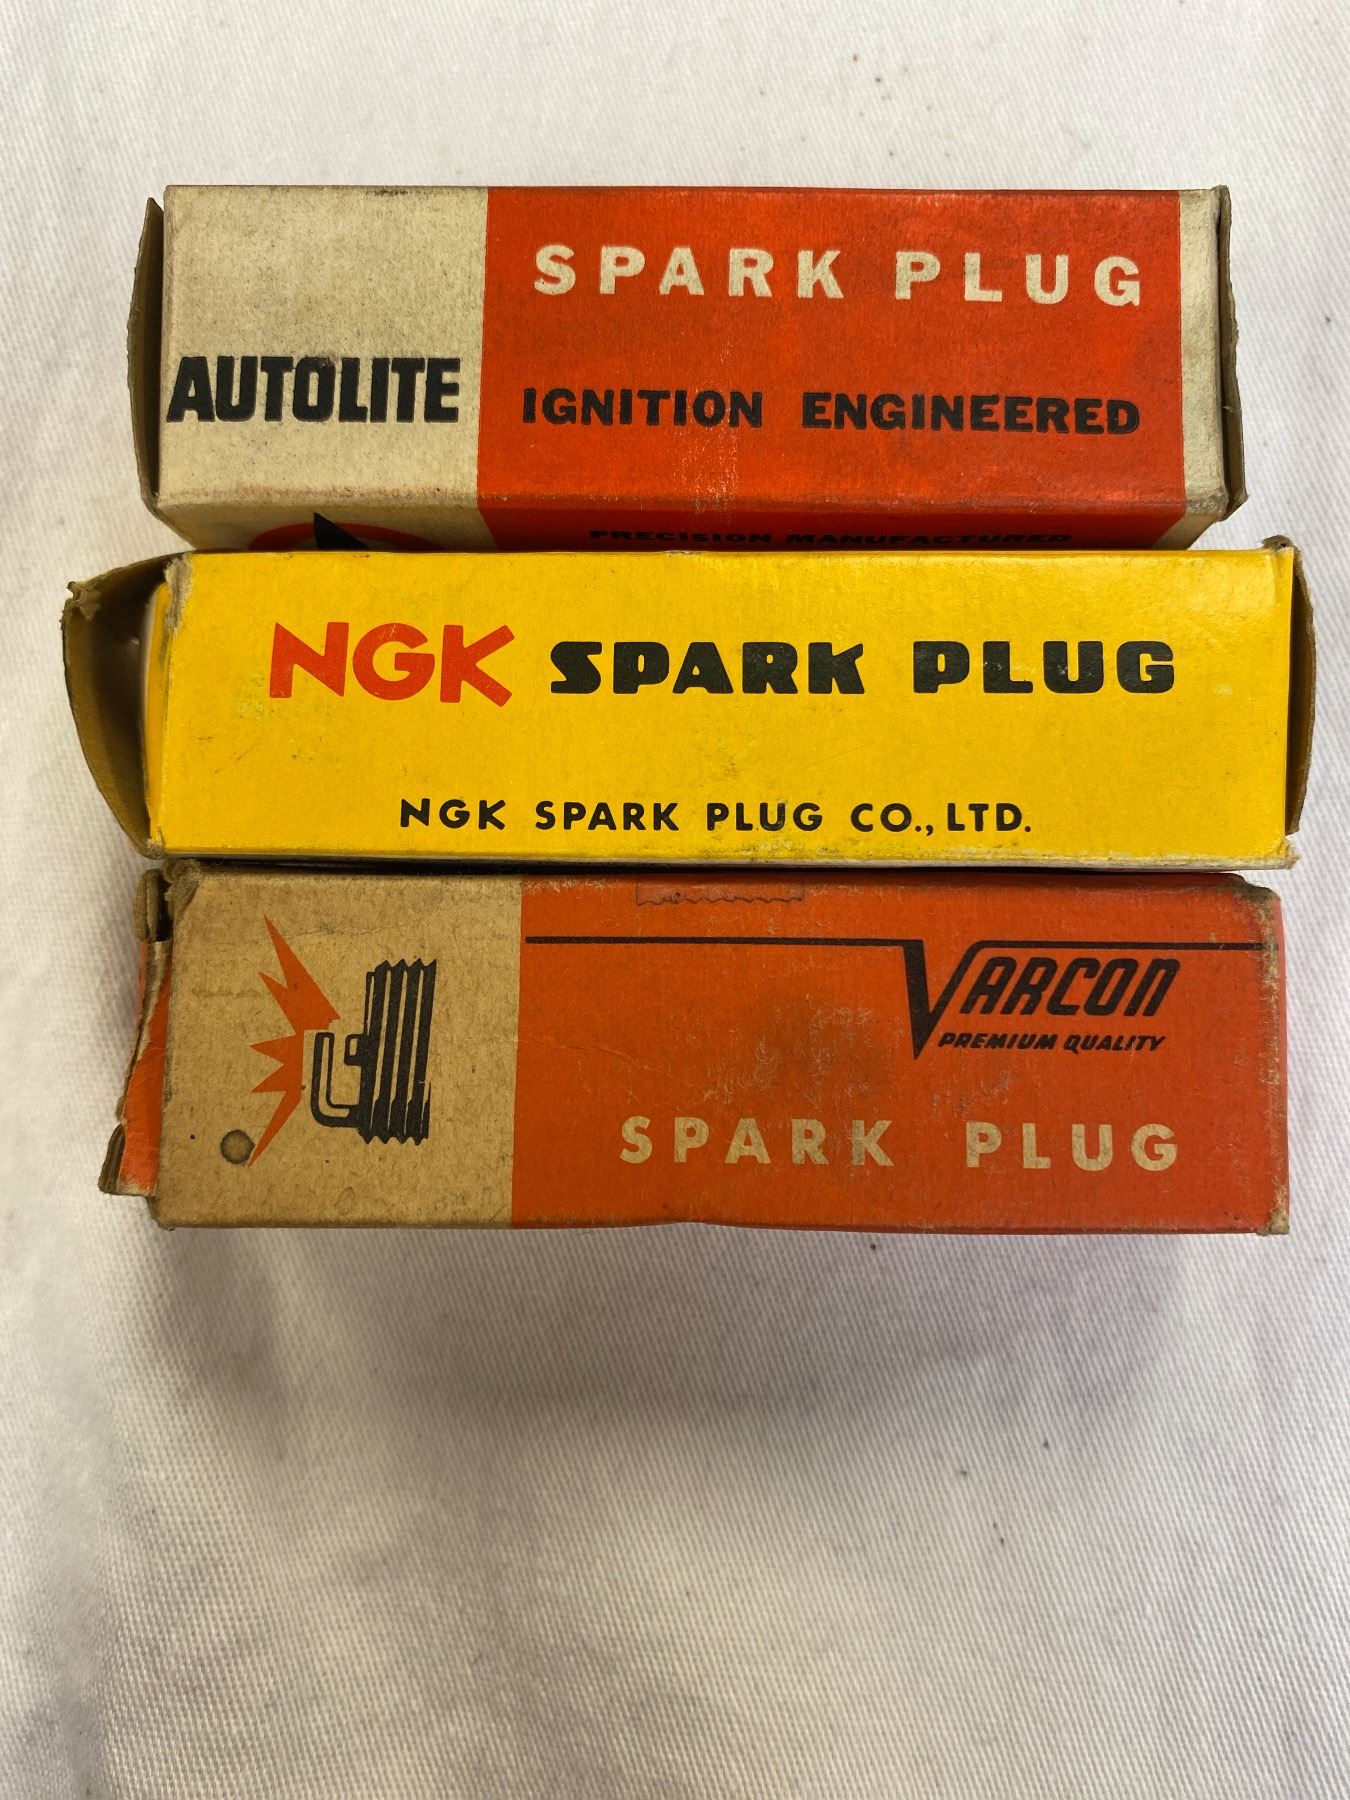 SPARK PLUG
AUTOLITE
IGNITION ENGINEERED
PRECISION MANUFACTURED
NGK SPARK PLUG
NGK SPARK PLUG CO., LTD.
VARCON
PREMIUM QUALITY
SPARK PLUG